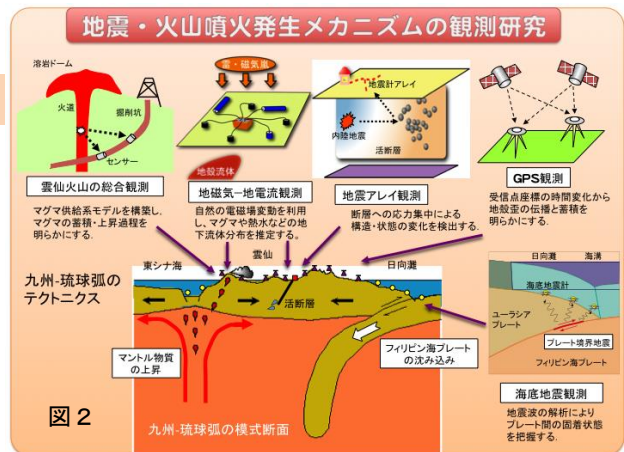 地震・火山噴火発生メカニズムの観測研究
溶岩ドーム
火道
掘削坑
センサー
雲仙火山の総合観測
マグマ供給系モデルを構築し、
マグマの蓄積・上昇過程を
明らかにする.
雷・磁気嵐
地殻流体
地磁気ー地電流観測
自然の電磁場変動を利用
し、マグマや熱水などの地
下流体分布を推定する.
地震計アレイ
内陸地震
活断層
地震アレイ観測
断層への応力集中による
構造・状態の変化を検出する.
GPS観測
受信点座標の時間変化から
地殻歪の伝播と蓄積を
明らかにする.
九州-琉球弧の
テクトニクス
東シナ海
雲仙
日向灘
活断層
マントル物質
の上昇
フィリピン海プレート
の沈み込み
九州-琉球弧の模式断面
図2
日向灘
海溝
海底地震計
ユーラシア
プレート
プレート境界地震
フィリピン海プレート
海底地震観測
地震波の解析により
プレート間の固着状態
を把握する.